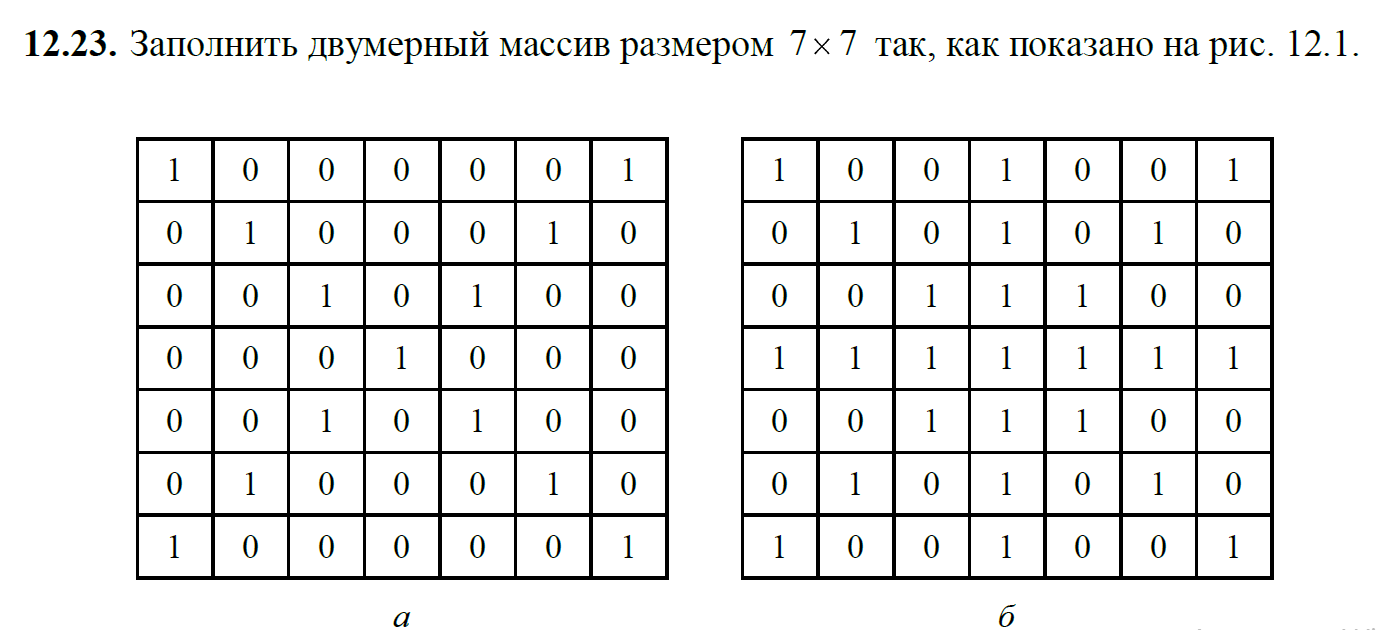 12.23. Заполнить двумерный массив размером 7 × 7 так, как показано на рис. 12.1.
1 0 0 0 0 0 1 1 0 0 1 0 0 1
0 1 0 0 0 1 0 0 1 0 1 0 1 0
0 0 1 0 1 0 0 0 0 1 1 1 0 0
0 0 0 1 0 0 0 1 1 1 1 1 1 1
0 0 1 0 1 0 0 0 0 1 1 1 0 0
0 1 0 0 0 1 0 0 1 0 1 0 1 0
1 0 0 0 0 0 1 1 0 0 1 0 0 1
а б